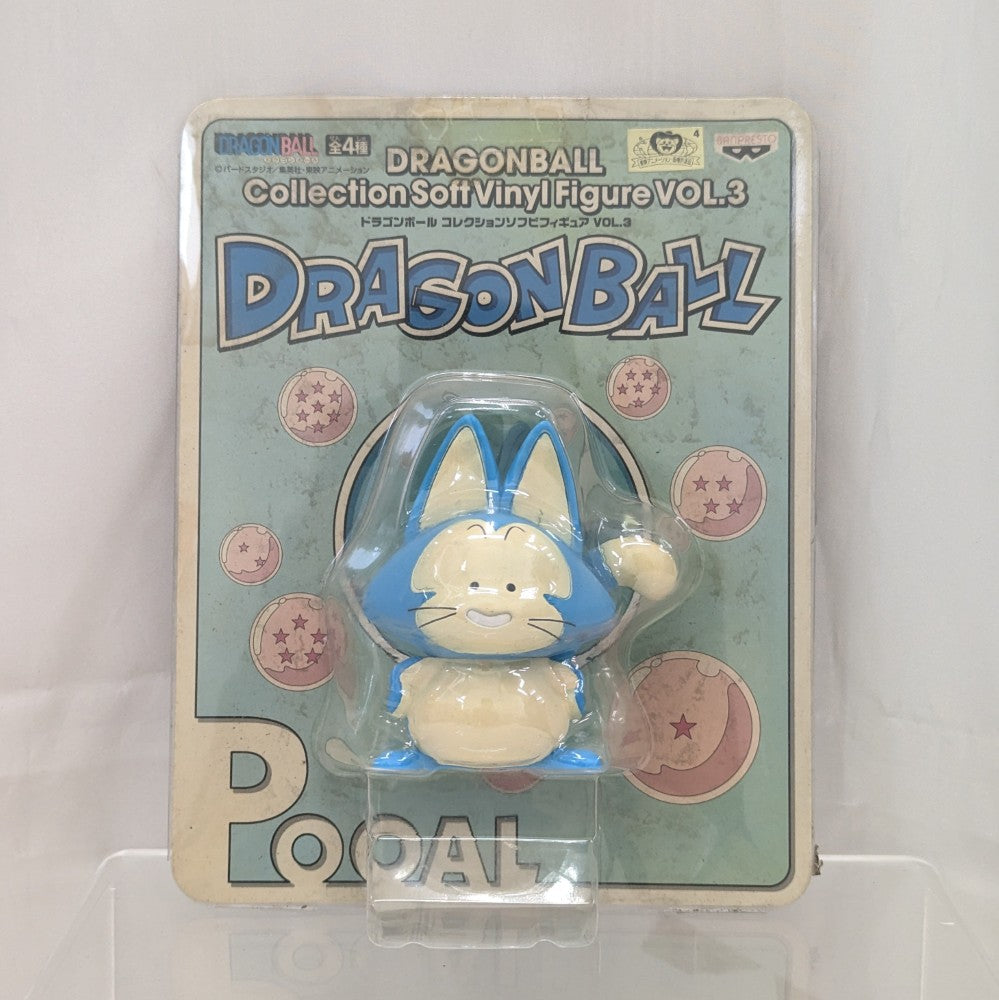 DRAGONBALL 全4種
©バードスタジオ/集英社・東映アニメーション
4
BANPRESTO
DRAGONBALL
Collection Soft Vinyl Figure VOL.3
ドラゴンボール コレクションソフビフィギュア VOL.3
DRAGONBALL
POOAL